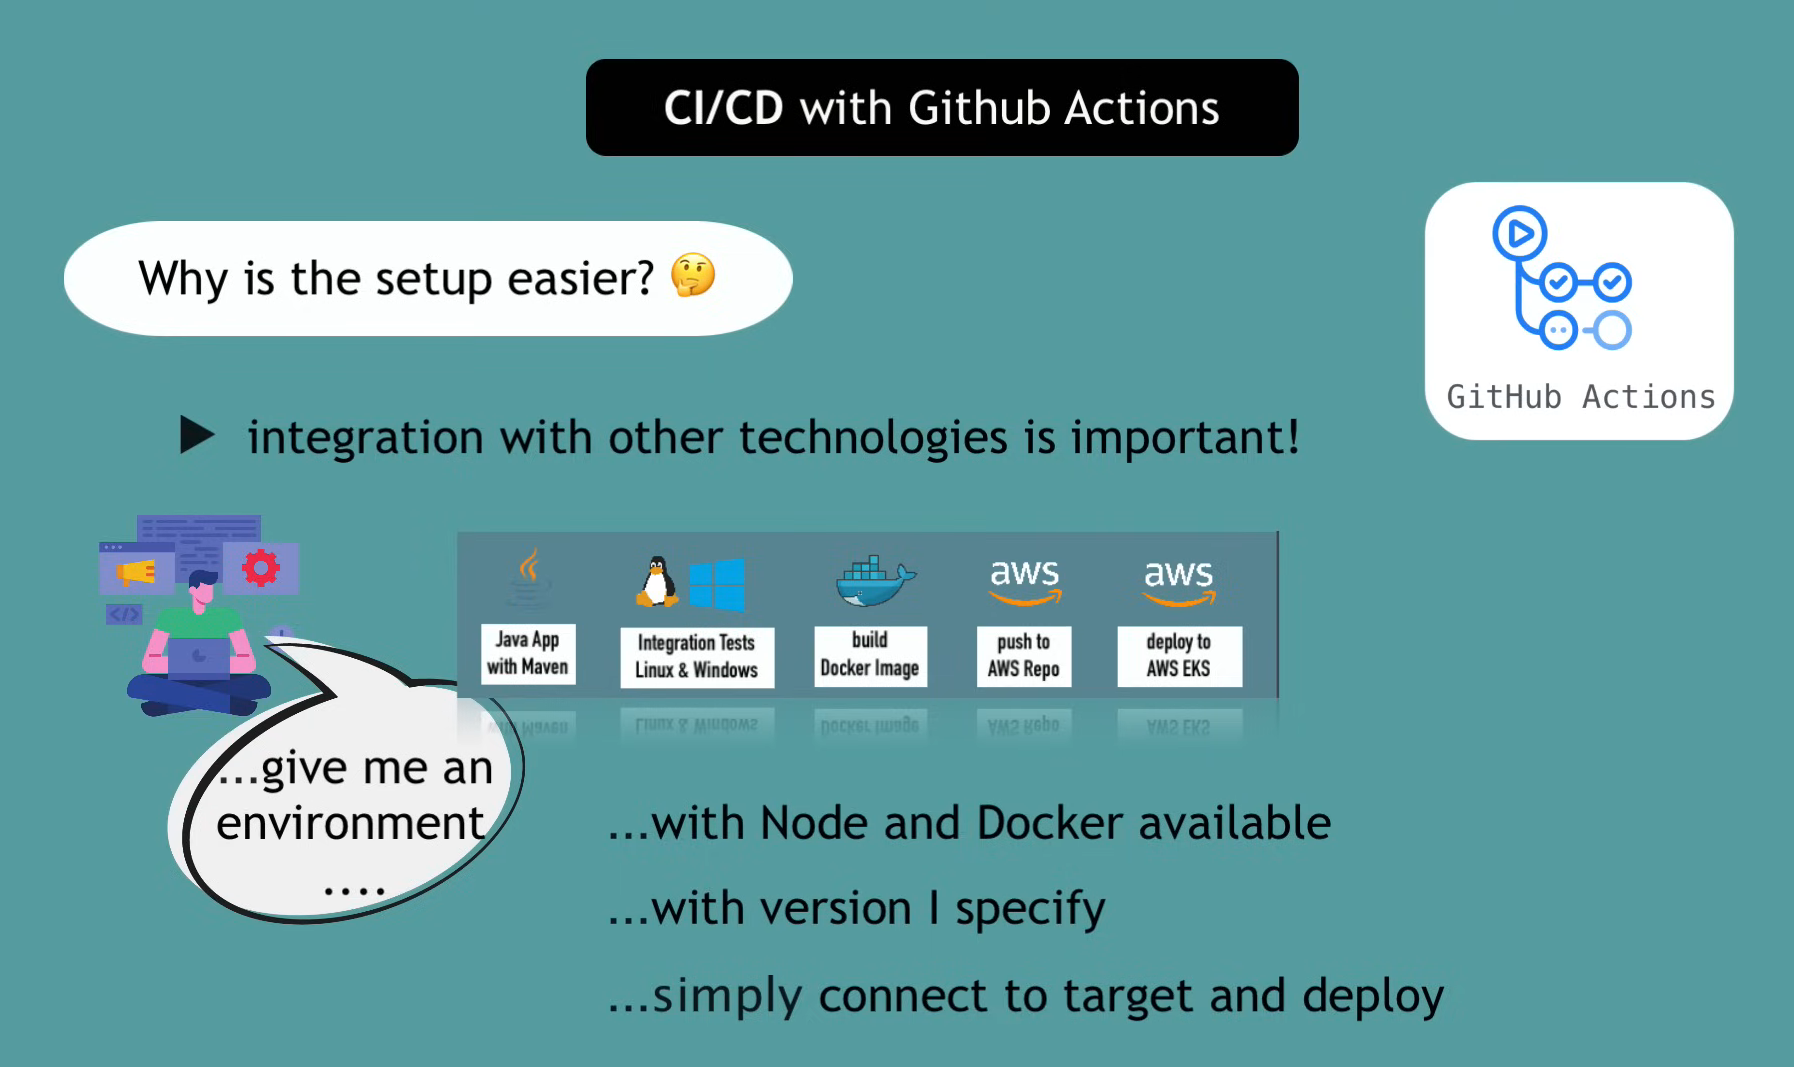 CI/CD with Github Actions
Why is the setup easier? 🤔
GitHub Actions
integration with other technologies is important!
</>
aws
aws
Java App
with Maven
Integration Tests
Linux & Windows
build
Docker Image
push to
AWS Repo
deploy to
AWS EKS
...give me an
environment
....
...with Node and Docker available
...with version I specify
...simply connect to target and deploy